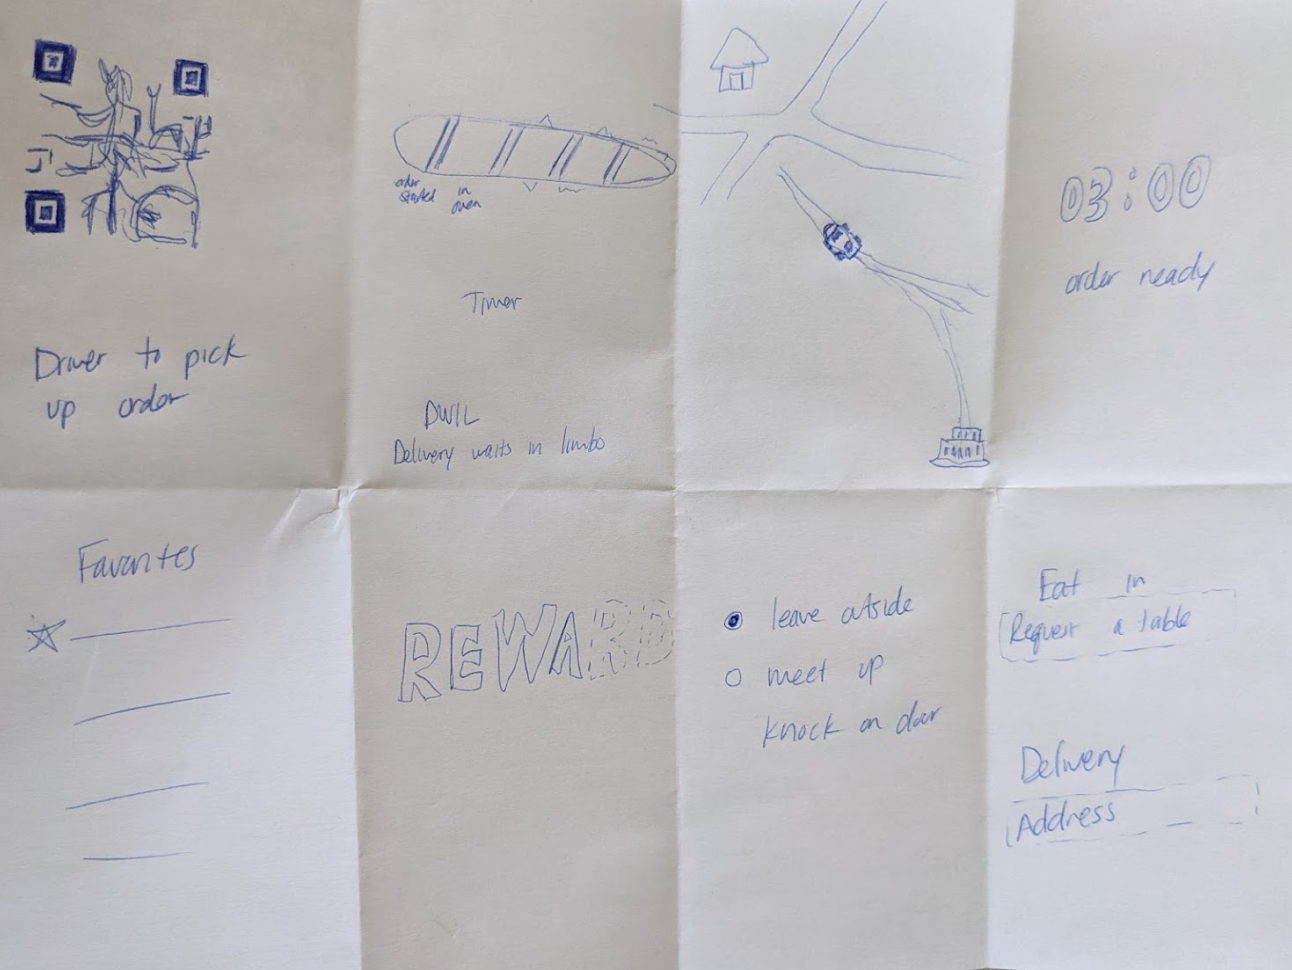 Driver to pick
up order
order
started
in
oven
Timer
DWIL
Delivery waits in limbo
03:00
order ready
Favorites
REWARD
leave outside
meet up
knock on door
Eat in
Request a table
Delivery
Address